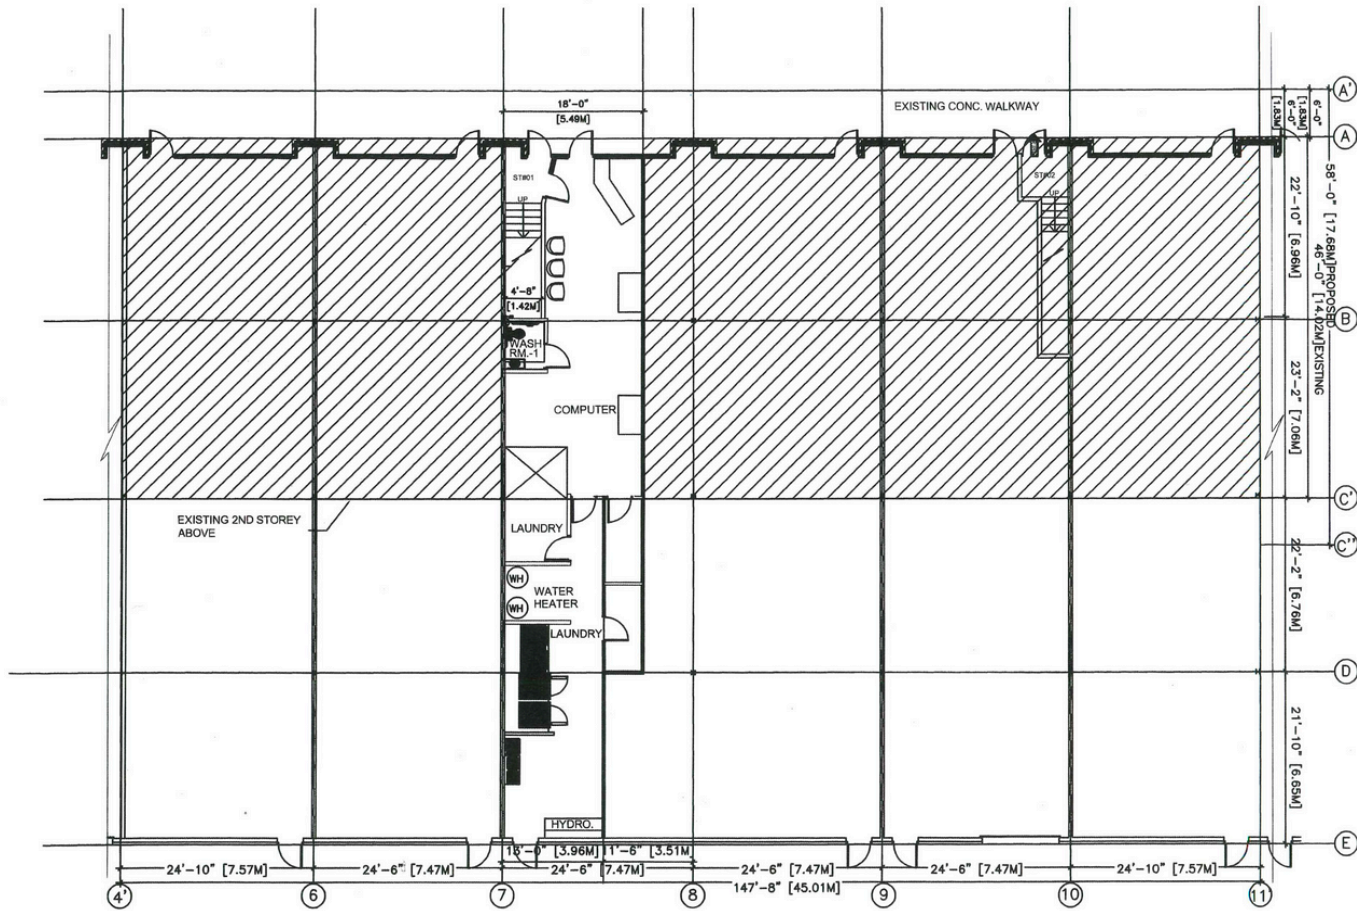 A'
18'-0"
[5.49M]
EXISTING CONC. WALKWAY
6'-0"
[1.83M]
6'-0"
[1.83M]
A
ST#01
UP
ST#02
UP
22'-10" [6.96M]
58'-0" [17.68M]PROPOSED
46'-0" [14.02M]EXISTING
4'-8"
[1.42M]
B
WASH
RM.-1
23'-2" [7.06M]
COMPUTER
C'
EXISTING 2ND STOREY
ABOVE
LAUNDRY
C"
22'-2" [6.76M]
WH
WATER
HEATER
WH
LAUNDRY
D
21'-10" [6.65M]
HYDRO.
E
13'-0" [3.96M]
11'-6" [3.51M]
24'-10" [7.57M]
24'-6" [7.47M]
24'-6" [7.47M]
24'-6" [7.47M]
24'-6" [7.47M]
24'-10" [7.57M]
147'-8" [45.01M]
4'
6
7
8
9
10
11